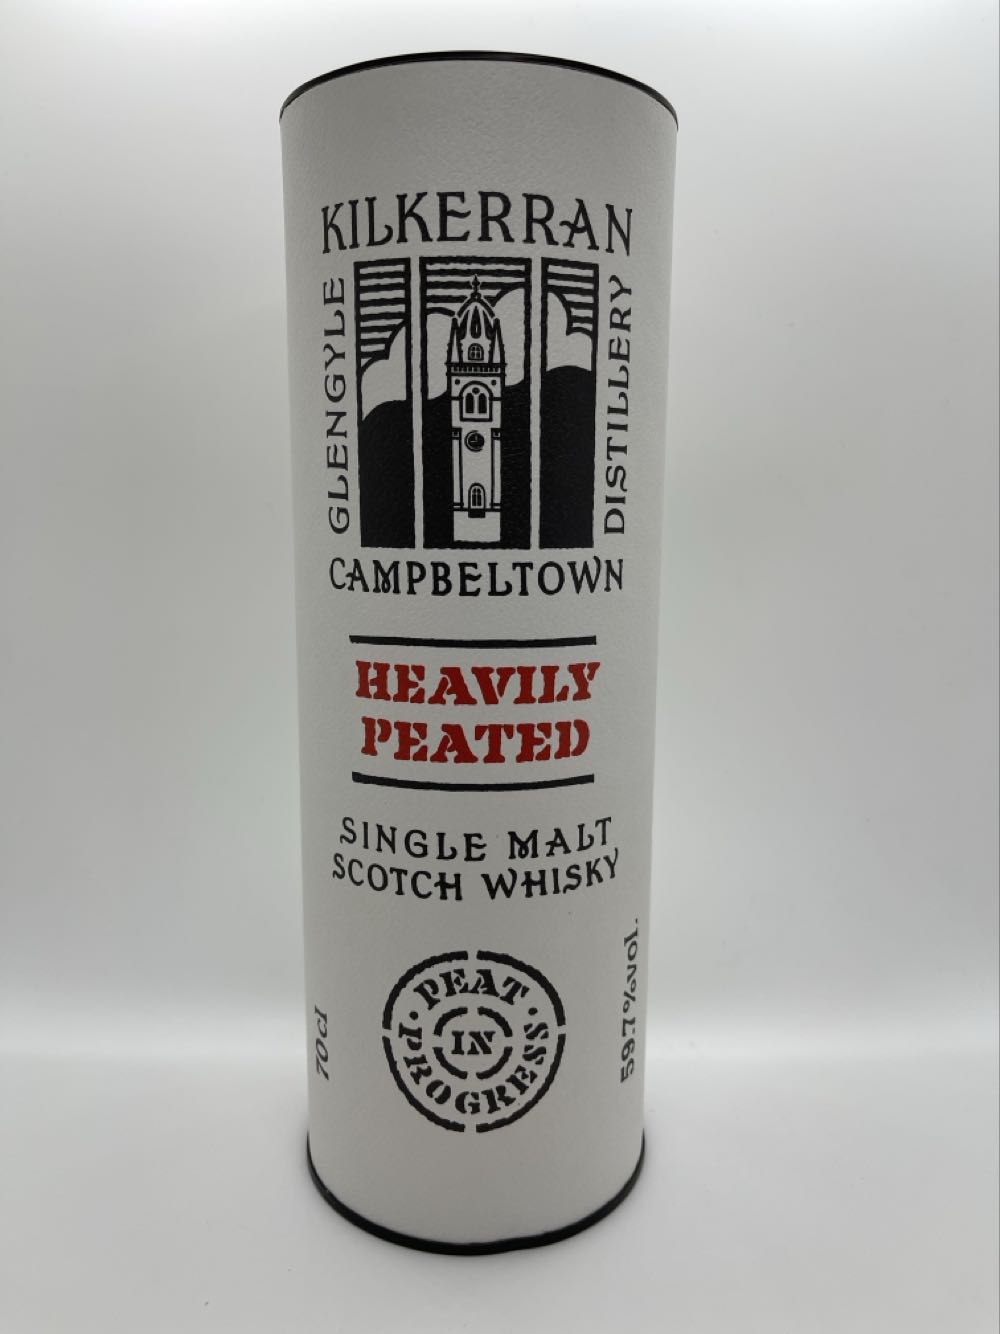 KILKERRAN
GLENGYLE
DISTILLERY
CAMPBELTOWN
HEAVILY
PEATED
SINGLE MALT
SCOTCH WHISKY
70cl
59.7%vol.
· PEAT ·
IN
PROGRESS